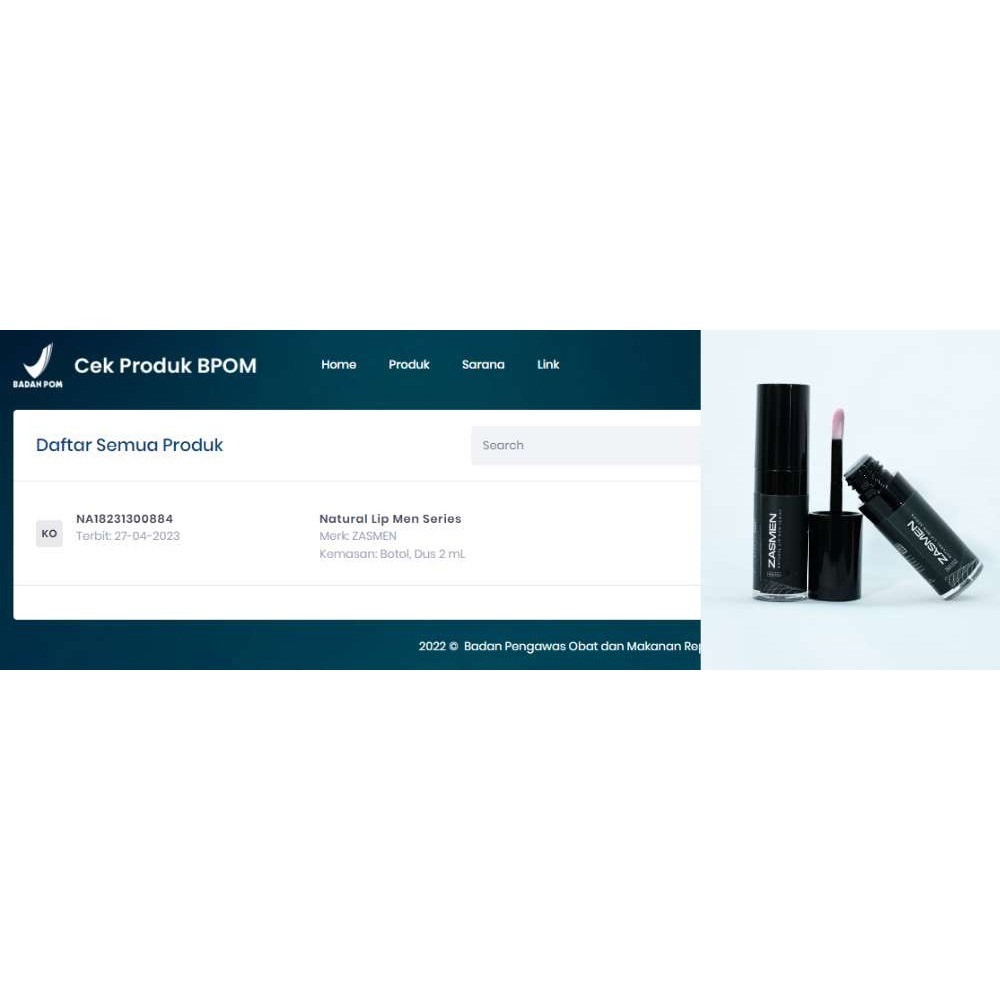 BADAN POM
Cek Produk BPOM
Home
Produk
Sarana
Link
Daftar Semua Produk
Search
KO
NA18231300884
Terbit: 27-04-2023
Natural Lip Men Series
Merk: ZASMEN
Kemasan: Botol, Dus 2 mL
2022 © Badan Pengawas Obat dan Makanan Rep
ZASMEN
ZASMEN